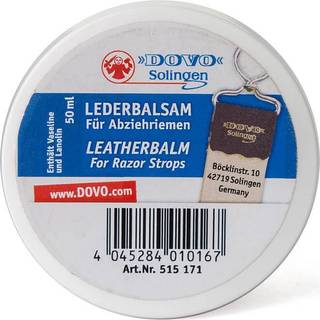 »DOVO«
Solingen
LEDERBALSAM
Für Abziehriemen
LEATHERBALM
For Razor Strops
50 ml
Enthält Vaseline
und Lanolin
»DOVO«
Solingen
Böcklinstr. 10
42719 Solingen
Germany
www.DOVO.com
4 045284 010167
Art.Nr. 515 171